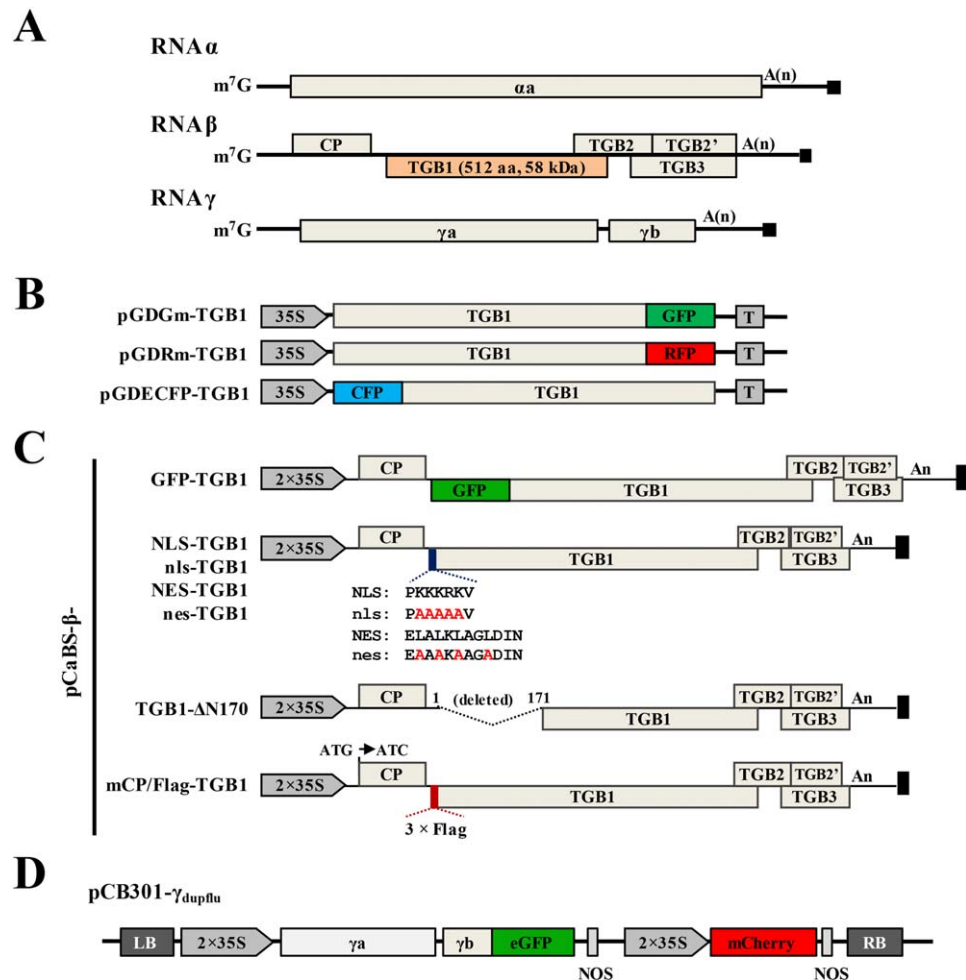 A
RNA α
m⁷G αa A(n)
RNA β
CP TGB2 TGB2’ A(n)
m⁷G
TGB1 (512 aa, 58 kDa) TGB3
RNA γ
m⁷G γa γb A(n)
B
pGDGm-TGB1 35S TGB1 GFP T
pGDRm-TGB1 35S TGB1 RFP T
pGDECFP-TGB1 35S CFP TGB1 T
C
pCaBS-β-
CP TGB2 TGB2’ An
GFP-TGB1 2×35S
GFP TGB1 TGB3
CP TGB2 TGB2’ An
NLS-TGB1 2×35S
nls-TGB1 TGB1 TGB3
NES-TGB1
nes-TGB1
NLS: PKKKRKV
nls: PAAAAAV
NES: ELALKLAGLDIN
nes: EAAAKAAGADIN
CP 1 (deleted) 171 TGB2 TGB2’ An
TGB1-ΔN170 2×35S
TGB1 TGB3
ATG ATC
CP TGB2 TGB2’ An
mCP/Flag-TGB1 2×35S
TGB1 TGB3
3 × Flag
D
pCB301-γdupflu
LB 2×35S γa γb eGFP 2×35S mCherry RB
NOS NOS